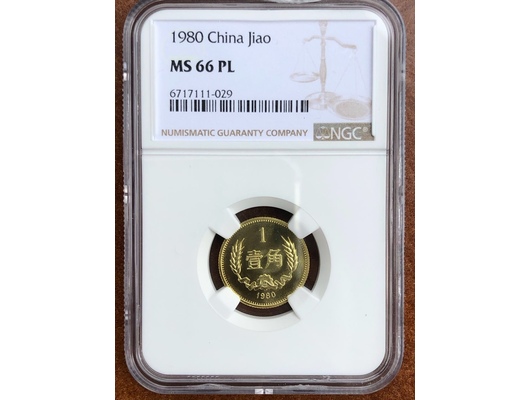 1980 China Jiao
MS 66 PL
6717111-029
NUMISMATIC GUARANTY COMPANY NGC®
1
壹角
1980